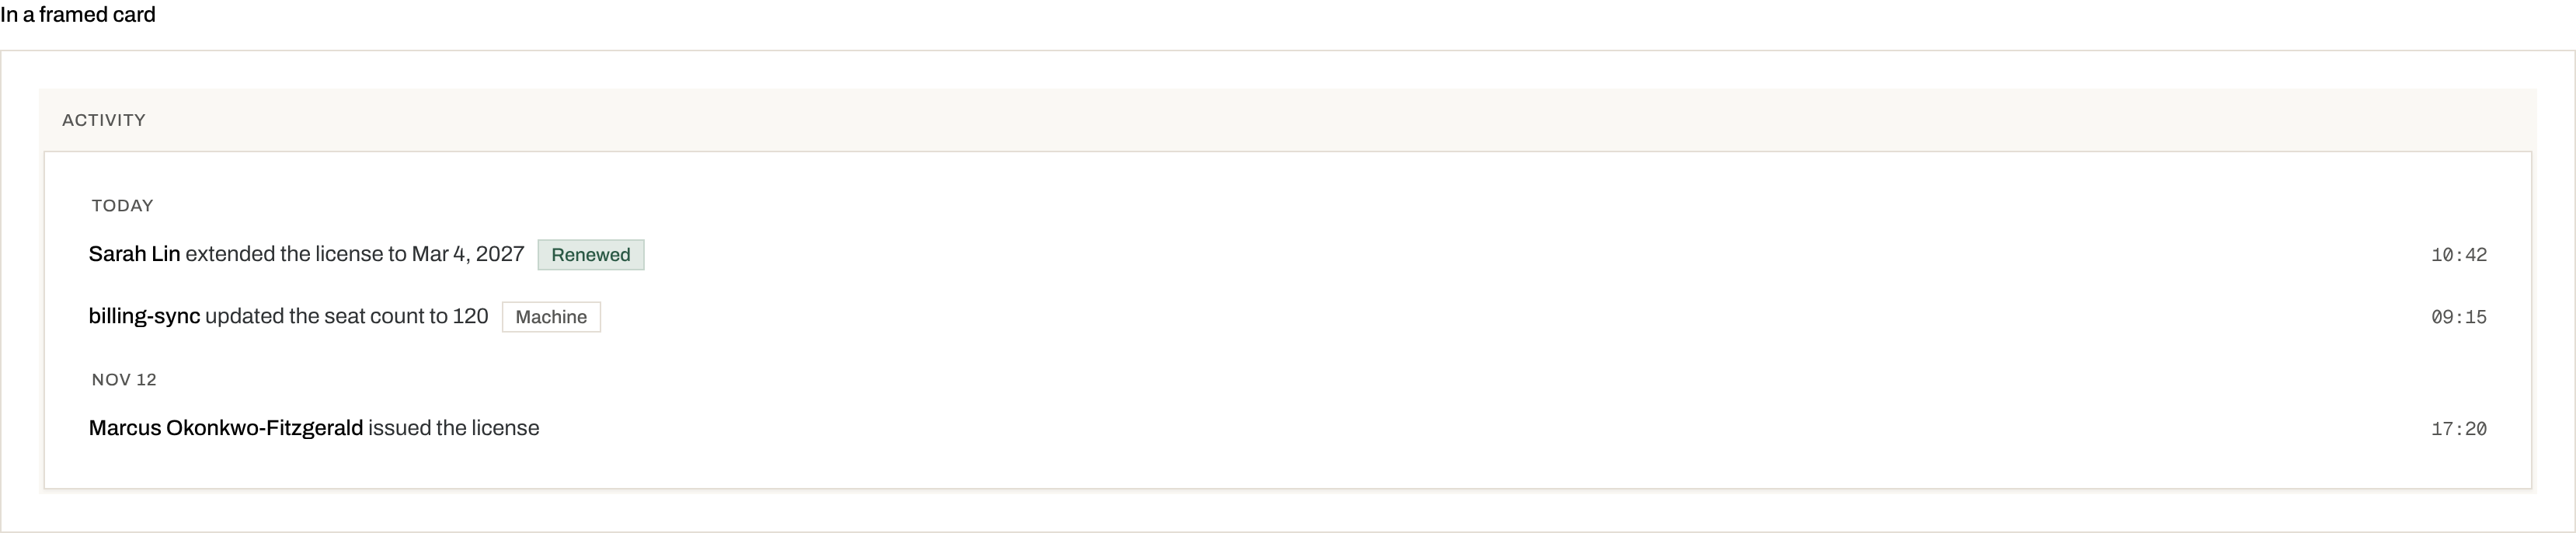 In a framed card
ACTIVITY
TODAY
Sarah Lin extended the license to Mar 4, 2027 Renewed 10:42
billing-sync updated the seat count to 120 Machine 09:15
NOV 12
Marcus Okonkwo-Fitzgerald issued the license 17:20